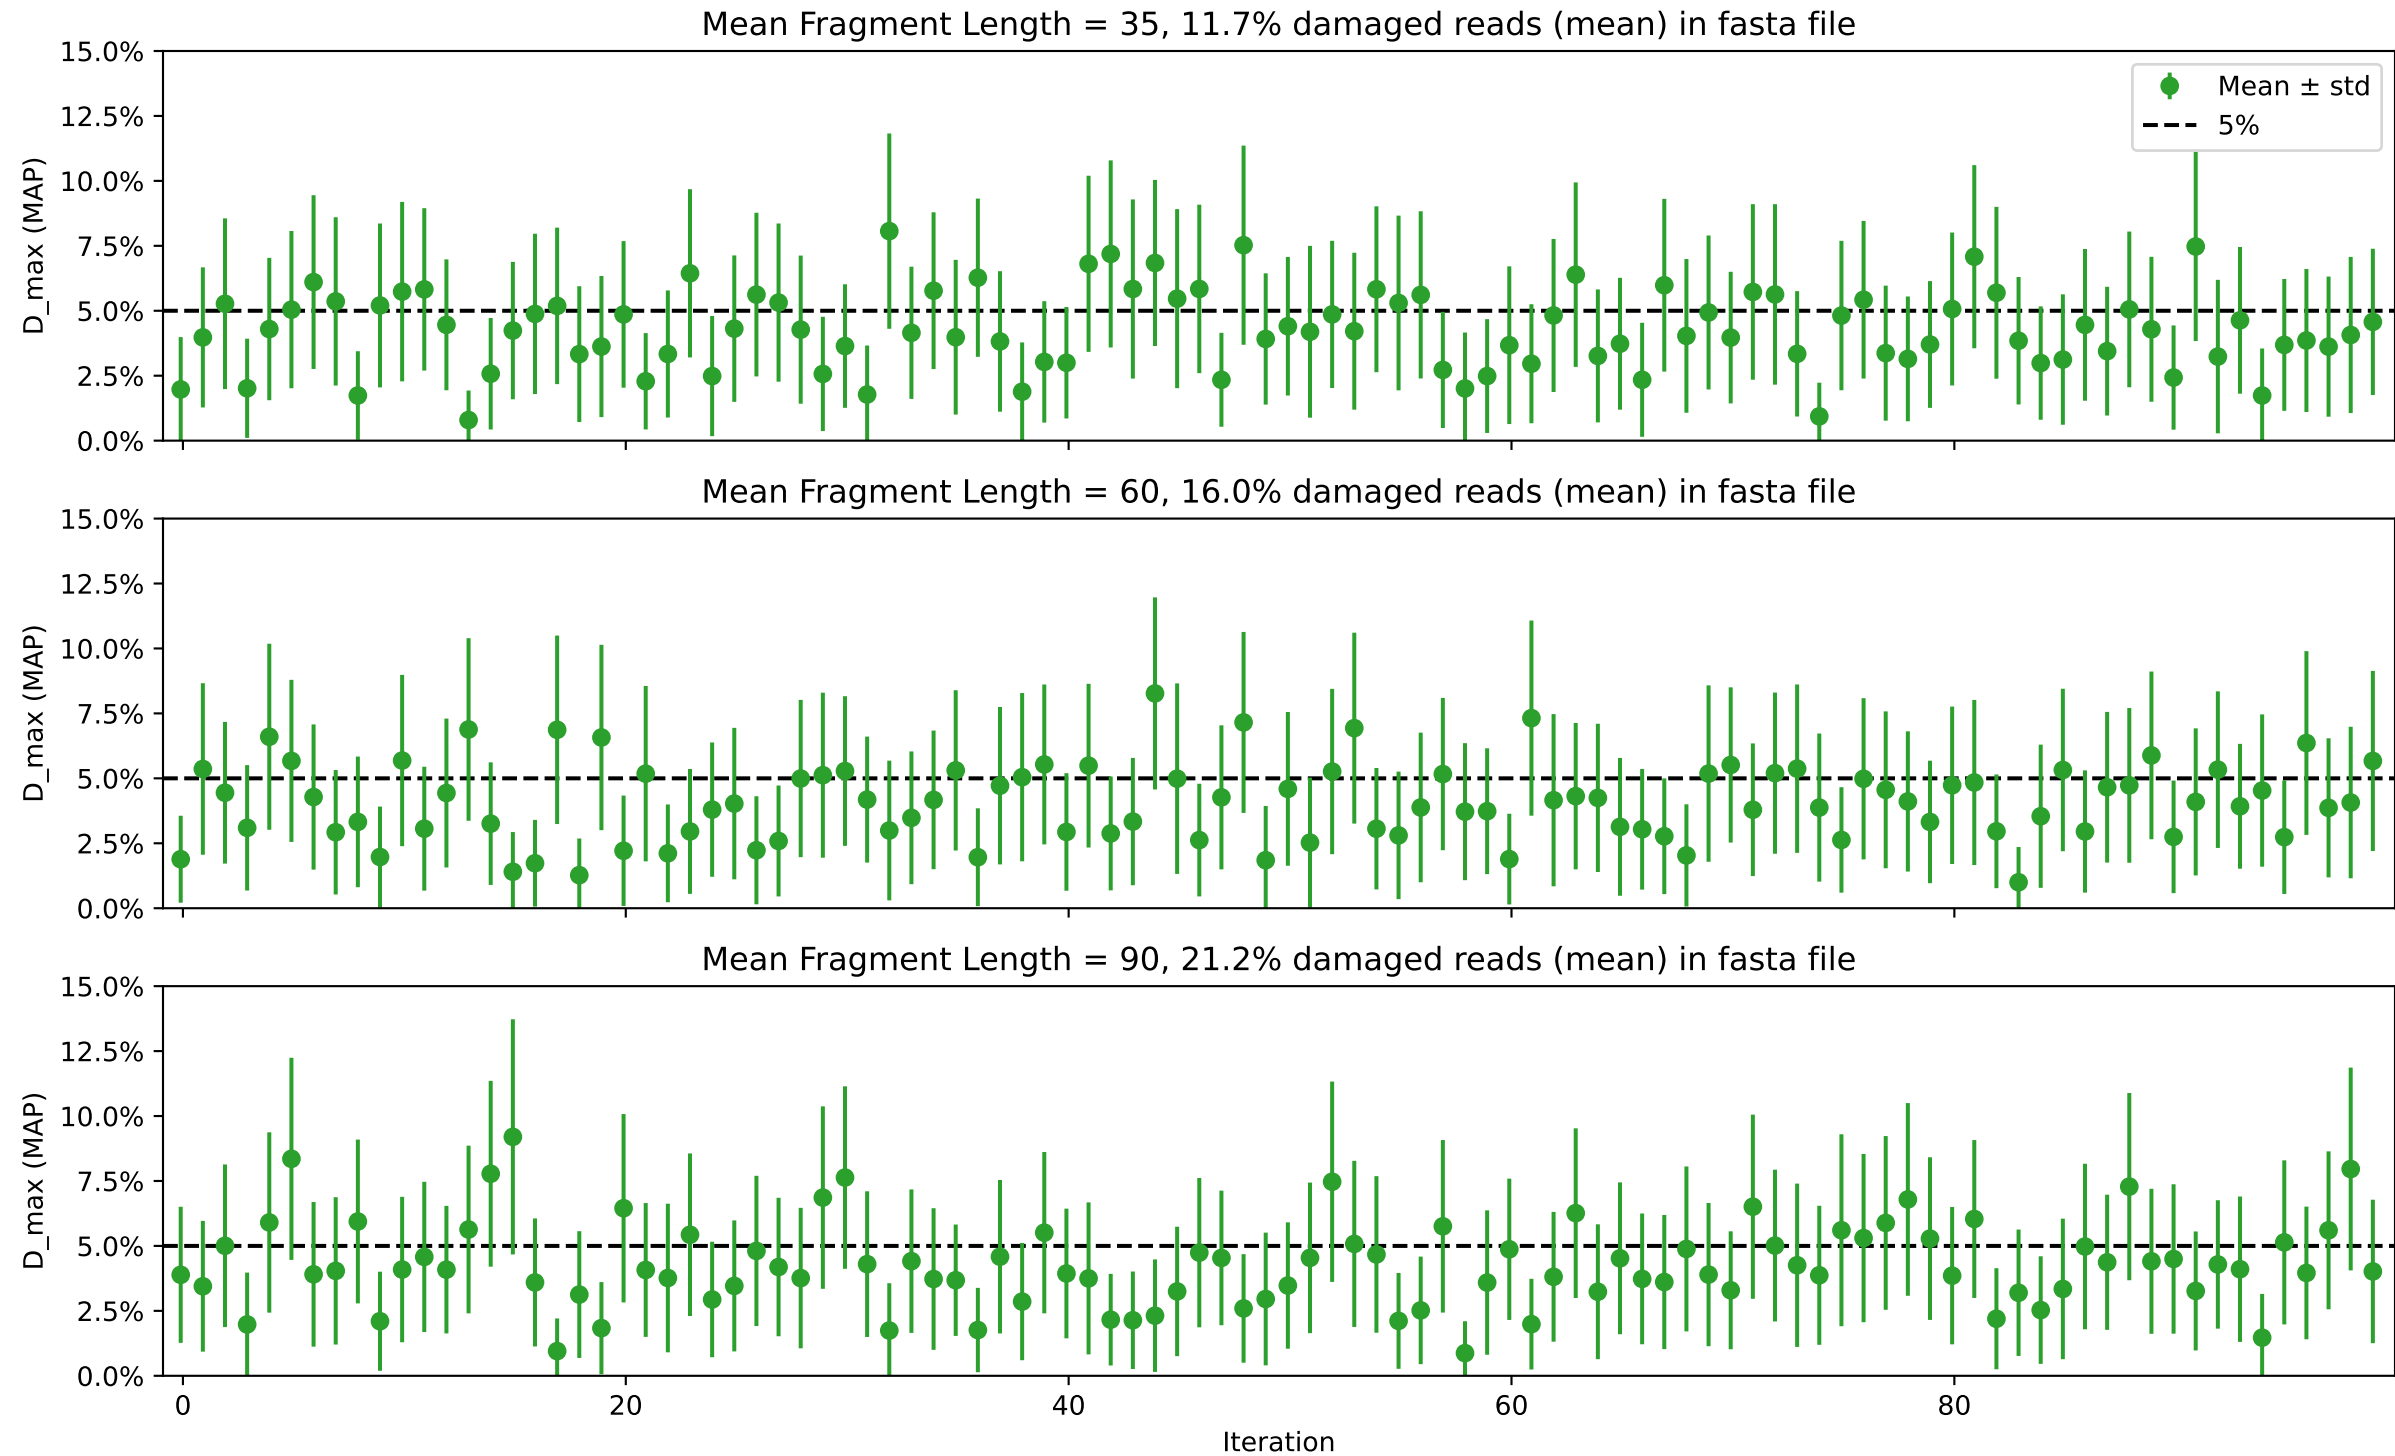 Mean Fragment Length = 35, 11.7% damaged reads (mean) in fasta file
15.0%
12.5%
10.0%
7.5%
5.0%
2.5%
0.0%
D_max (MAP)
Mean ± std
5%
Mean Fragment Length = 60, 16.0% damaged reads (mean) in fasta file
15.0%
12.5%
10.0%
7.5%
5.0%
2.5%
0.0%
D_max (MAP)
Mean Fragment Length = 90, 21.2% damaged reads (mean) in fasta file
15.0%
12.5%
10.0%
7.5%
5.0%
2.5%
0.0%
D_max (MAP)
0 20 40 60 80
Iteration